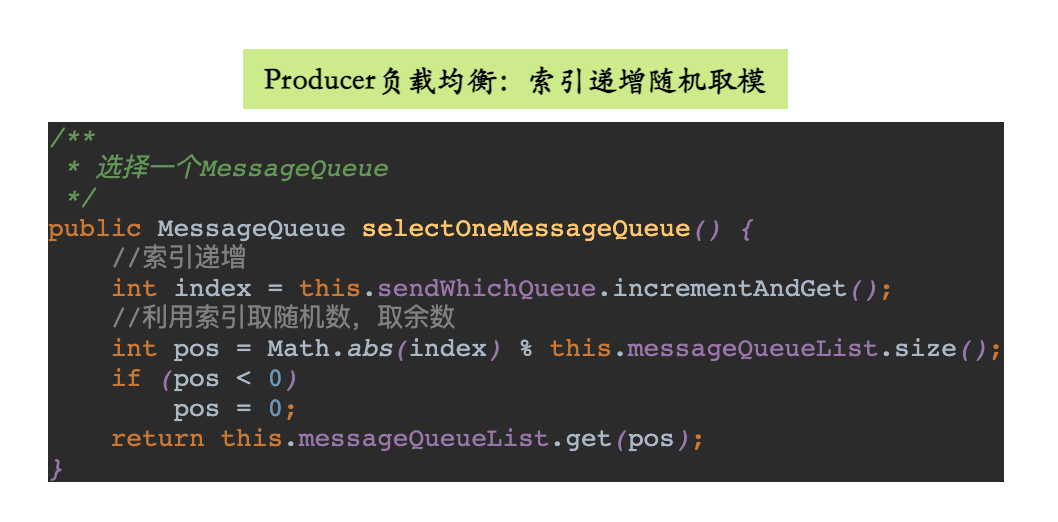 Producer负载均衡：索引递增随机取模
/**
 * 选择一个MessageQueue
 */
public MessageQueue selectOneMessageQueue() {
    //索引递增
    int index = this.sendWhichQueue.incrementAndGet();
    //利用索引取随机数，取余数
    int pos = Math.abs(index) % this.messageQueueList.size();
    if (pos < 0)
        pos = 0;
    return this.messageQueueList.get(pos);
}